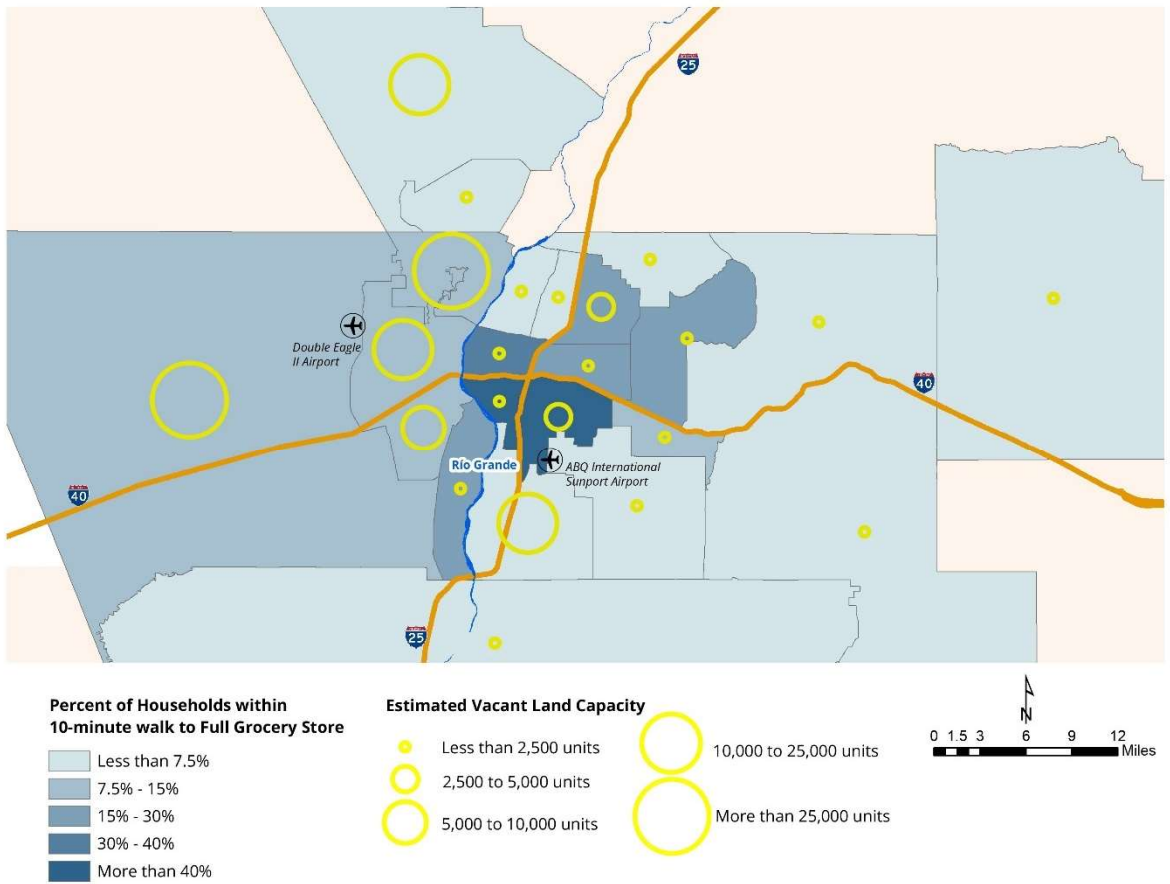 25
Double Eagle
II Airport
40
Río Grande
ABQ International
Sunport Airport
40
25
Percent of Households within
10-minute walk to Full Grocery Store
Less than 7.5%
7.5% - 15%
15% - 30%
30% - 40%
More than 40%
Estimated Vacant Land Capacity
Less than 2,500 units
2,500 to 5,000 units
5,000 to 10,000 units
10,000 to 25,000 units
More than 25,000 units
N
0 1.5 3 6 9 12
Miles